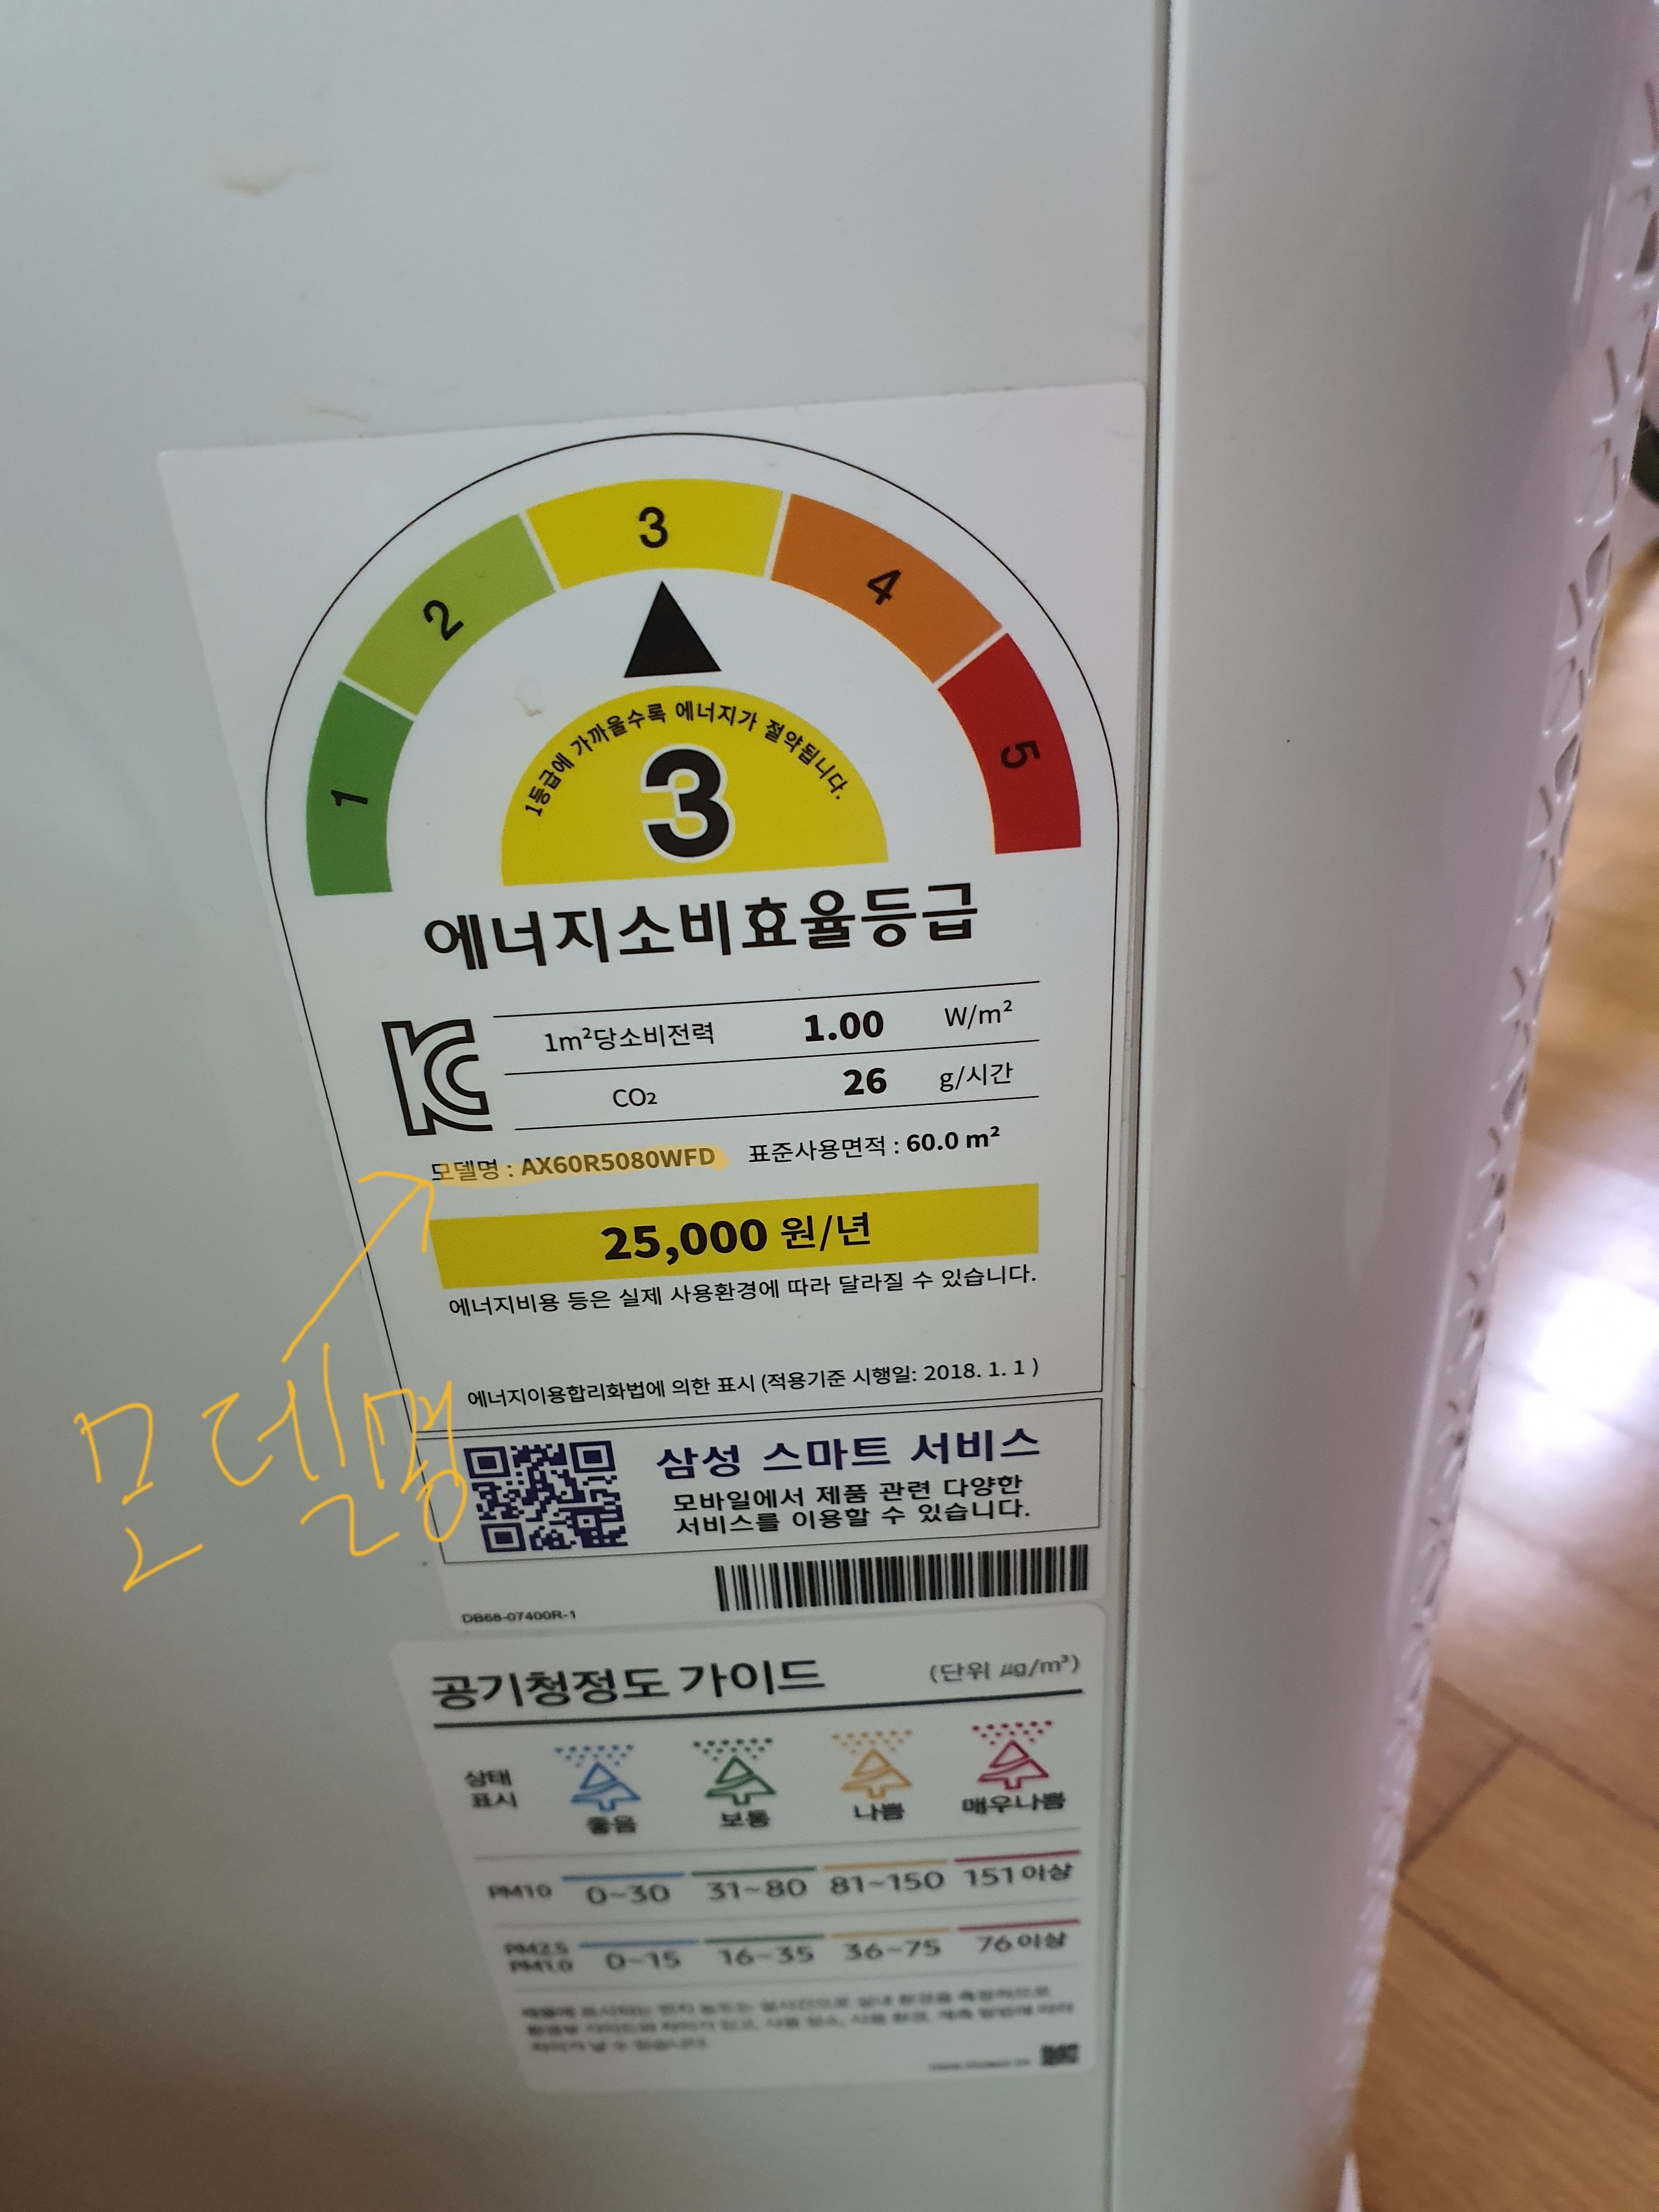 1
2
3
4
5
1등급에 가까울수록 에너지가 절약됩니다.
3
에너지소비효율등급
1m²당소비전력 1.00 W/m²
CO₂ 26 g/시간
모델명 : AX60R5080WFD 표준사용면적 : 60.0 m²
25,000 원/년
에너지비용 등은 실제 사용환경에 따라 달라질 수 있습니다.
에너지이용합리화법에 의한 표시 (적용기준 시행일: 2018. 1. 1 )
모델명
삼성 스마트 서비스
모바일에서 제품 관련 다양한
서비스를 이용할 수 있습니다.
DB68-07400R-1
공기청정도 가이드 (단위 ㎍/m³)
상태
표시
좋음 보통 나쁨 매우나쁨
PM10 0~30 31~80 81~150 151이상
PM2.5
PM1.0 0~15 16~35 36~75 76이상